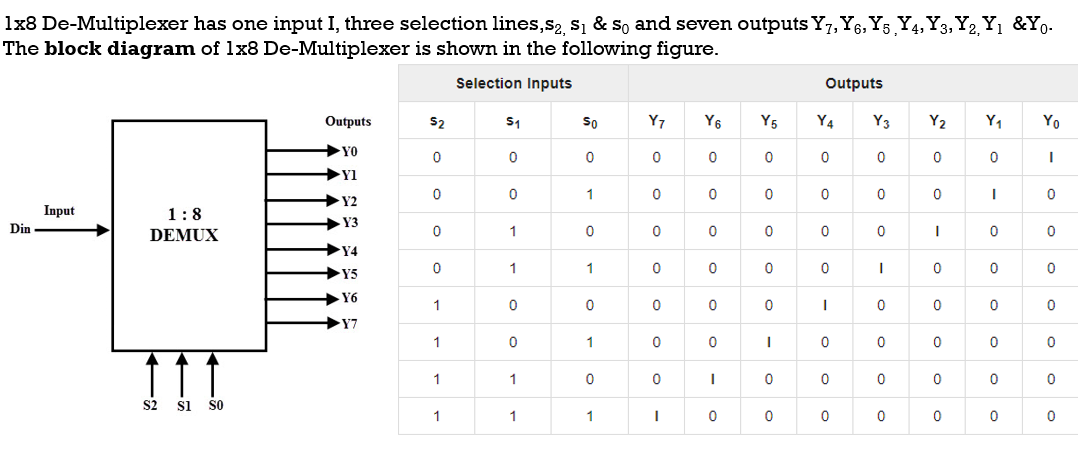 1x8 De-Multiplexer has one input I, three selection lines,s₂, s₁ & s₀ and seven outputs Y₇, Y₆, Y₅ ,Y₄, Y₃, Y₂, Y₁ &Y₀.
The block diagram of 1x8 De-Multiplexer is shown in the following figure.
Selection Inputs Outputs
s₂ s₁ s₀ Y₇ Y₆ Y₅ Y₄ Y₃ Y₂ Y₁ Y₀
0 0 0 0 0 0 0 0 0 0 I
0 0 1 0 0 0 0 0 0 I 0
0 1 0 0 0 0 0 0 I 0 0
0 1 1 0 0 0 0 I 0 0 0
1 0 0 0 0 0 I 0 0 0 0
1 0 1 0 0 I 0 0 0 0 0
1 1 0 0 I 0 0 0 0 0 0
1 1 1 I 0 0 0 0 0 0 0
Outputs
Y0
Y1
Y2
Y3
Y4
Y5
Y6
Y7
Input
Din
1 : 8
DEMUX
S2 S1 S0